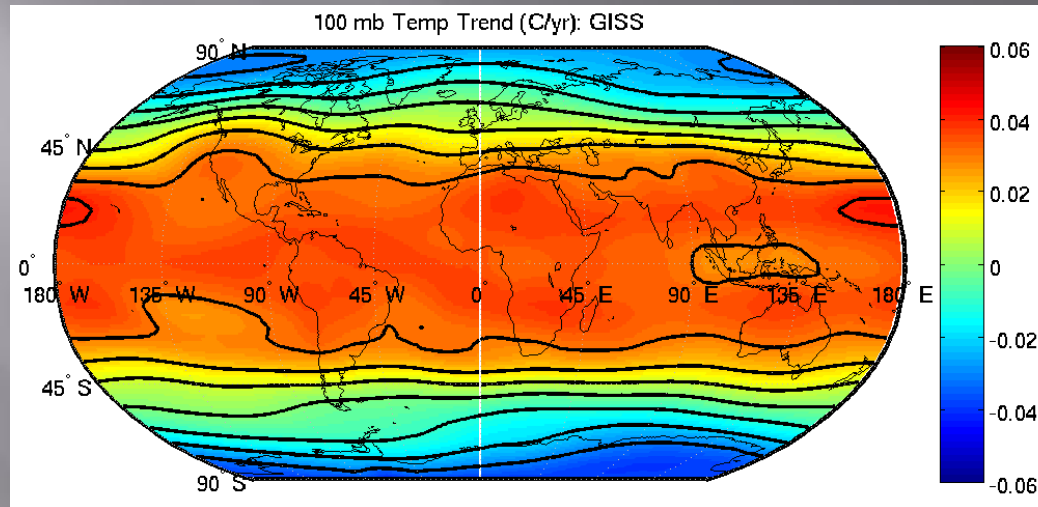 100 mb Temp Trend (C/yr): GISS
90° N
45° N
0°
180° W 135° W 90° W 45° W 0° 45° E 90° E 135° E 180° E
45° S
90° S
0.06
0.04
0.02
0
-0.02
-0.04
-0.06